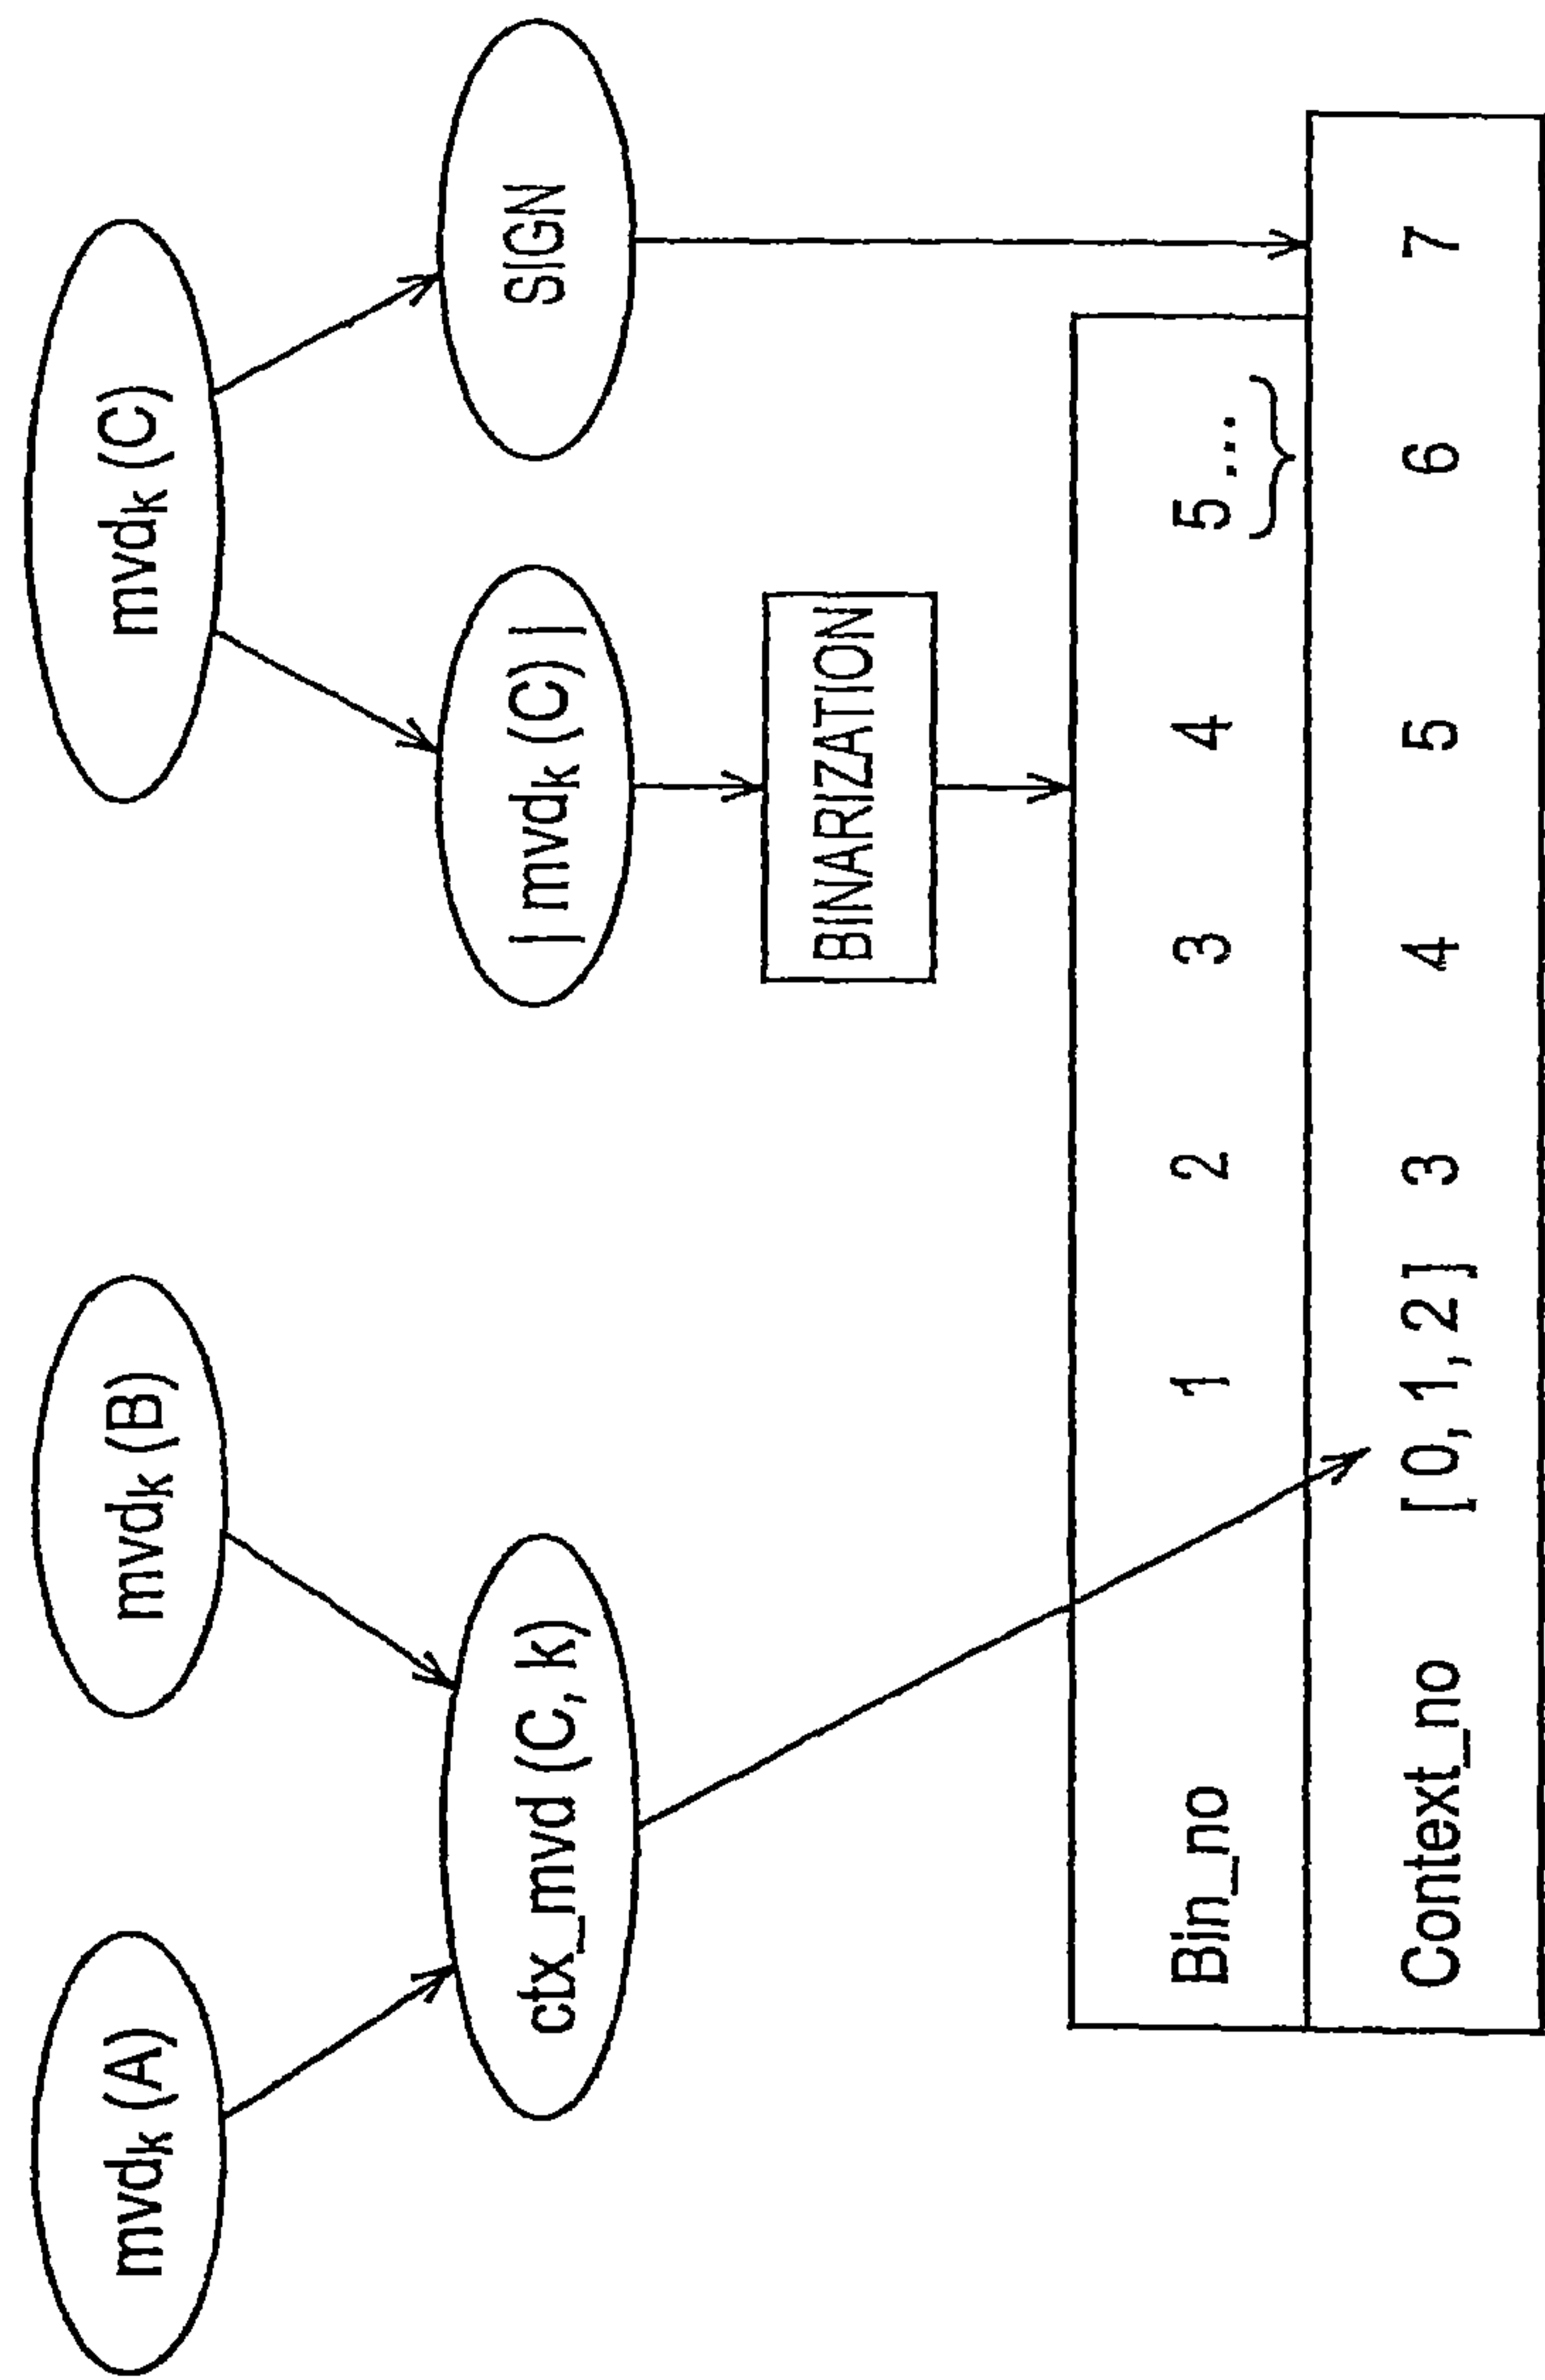 mvdK (A)
mvdK (B)
mvdK (C)
ctx_mvd (C, k)
| mvdK (C) |
SIGN
BINARIZATION
Bin_no 1 2 3 4 5...
Context_no [0, 1, 2] 3 4 5 6 7